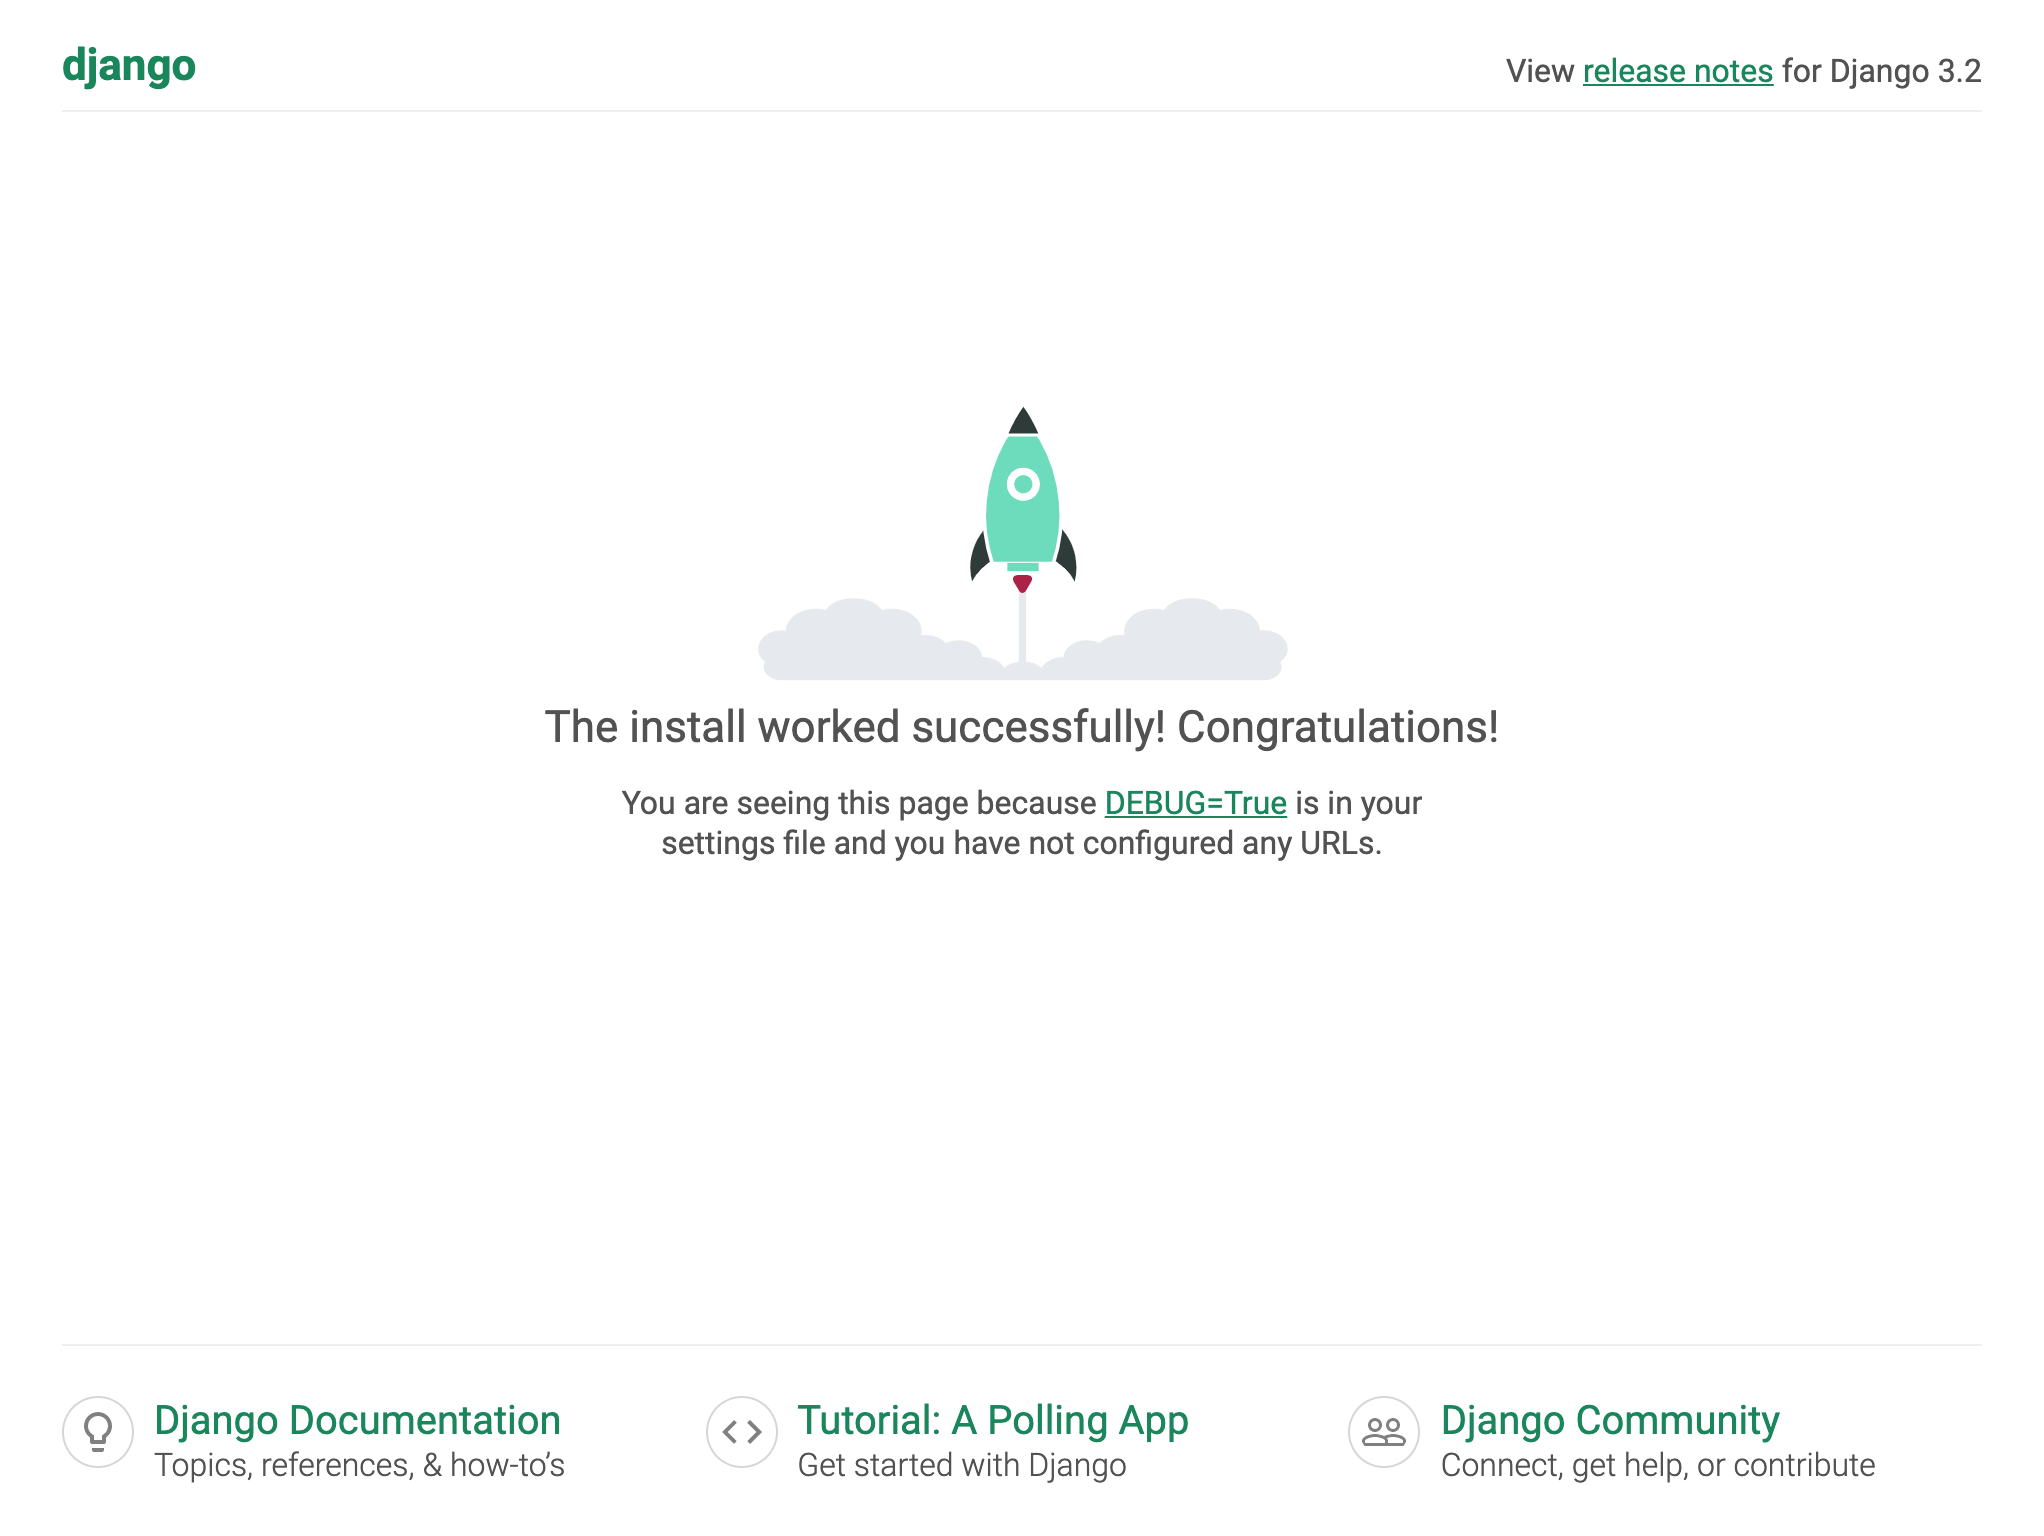 django
View release notes for Django 3.2
The install worked successfully! Congratulations!
You are seeing this page because DEBUG=True is in your
settings file and you have not configured any URLs.
Django Documentation
Topics, references, & how-to’s
Tutorial: A Polling App
Get started with Django
Django Community
Connect, get help, or contribute